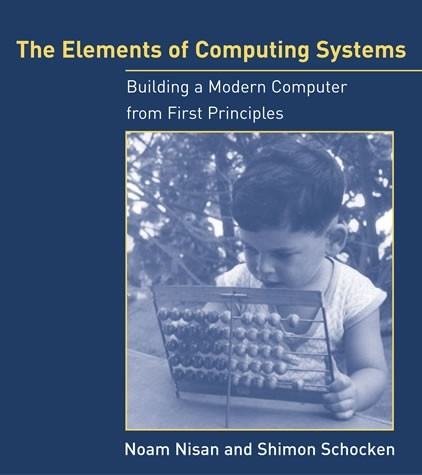 The Elements of Computing Systems
Building a Modern Computer
from First Principles
Noam Nisan and Shimon Schocken